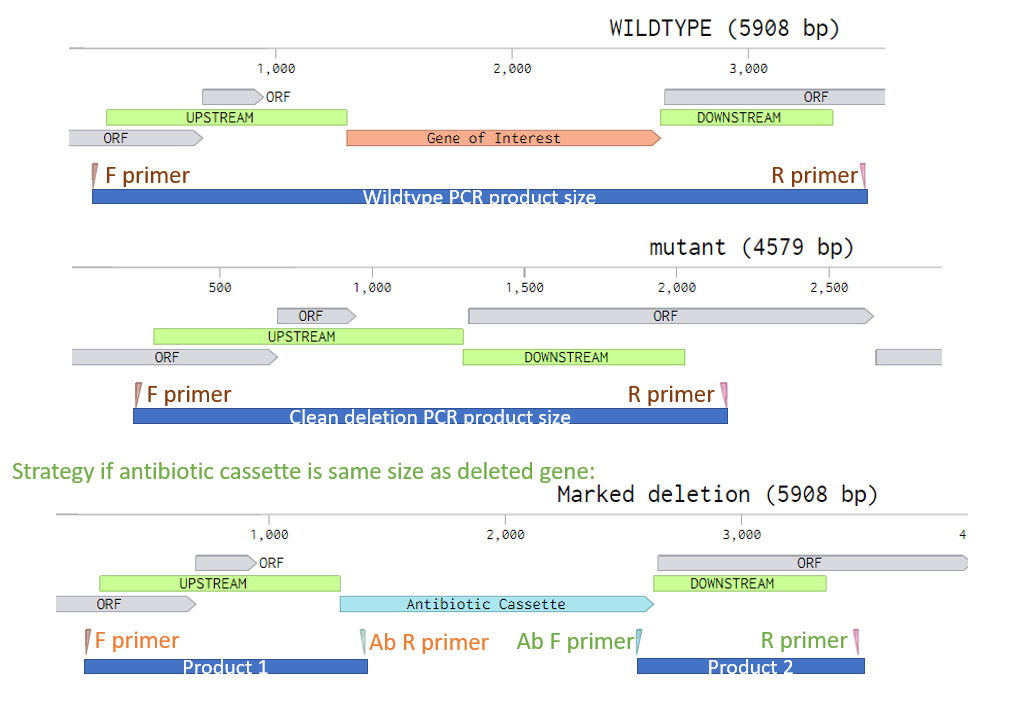 WILDTYPE (5908 bp)
1,000 2,000 3,000
ORF ORF
UPSTREAM DOWNSTREAM
ORF Gene of Interest
F primer R primer
Wildtype PCR product size
mutant (4579 bp)
500 1,000 1,500 2,000 2,500
ORF ORF
UPSTREAM
ORF DOWNSTREAM
F primer R primer
Clean deletion PCR product size
Strategy if antibiotic cassette is same size as deleted gene:
Marked deletion (5908 bp)
1,000 2,000 3,000 4
ORF ORF
UPSTREAM DOWNSTREAM
ORF Antibiotic Cassette
F primer Ab R primer Ab F primer R primer
Product 1 Product 2